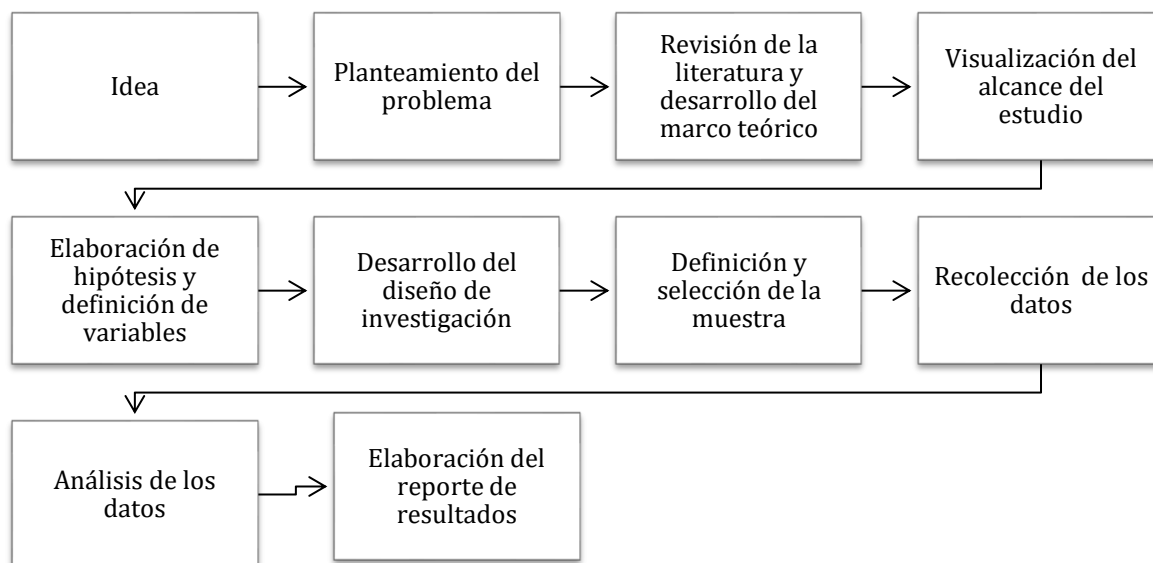 Idea
Planteamiento del
problema
Revisión de la
literatura y
desarrollo del
marco teórico
Visualización del
alcance del
estudio
Elaboración de
hipótesis y
definición de
variables
Desarrollo del
diseño de
investigación
Definición y
selección de la
muestra
Recolección de los
datos
Análisis de los
datos
Elaboración del
reporte de
resultados